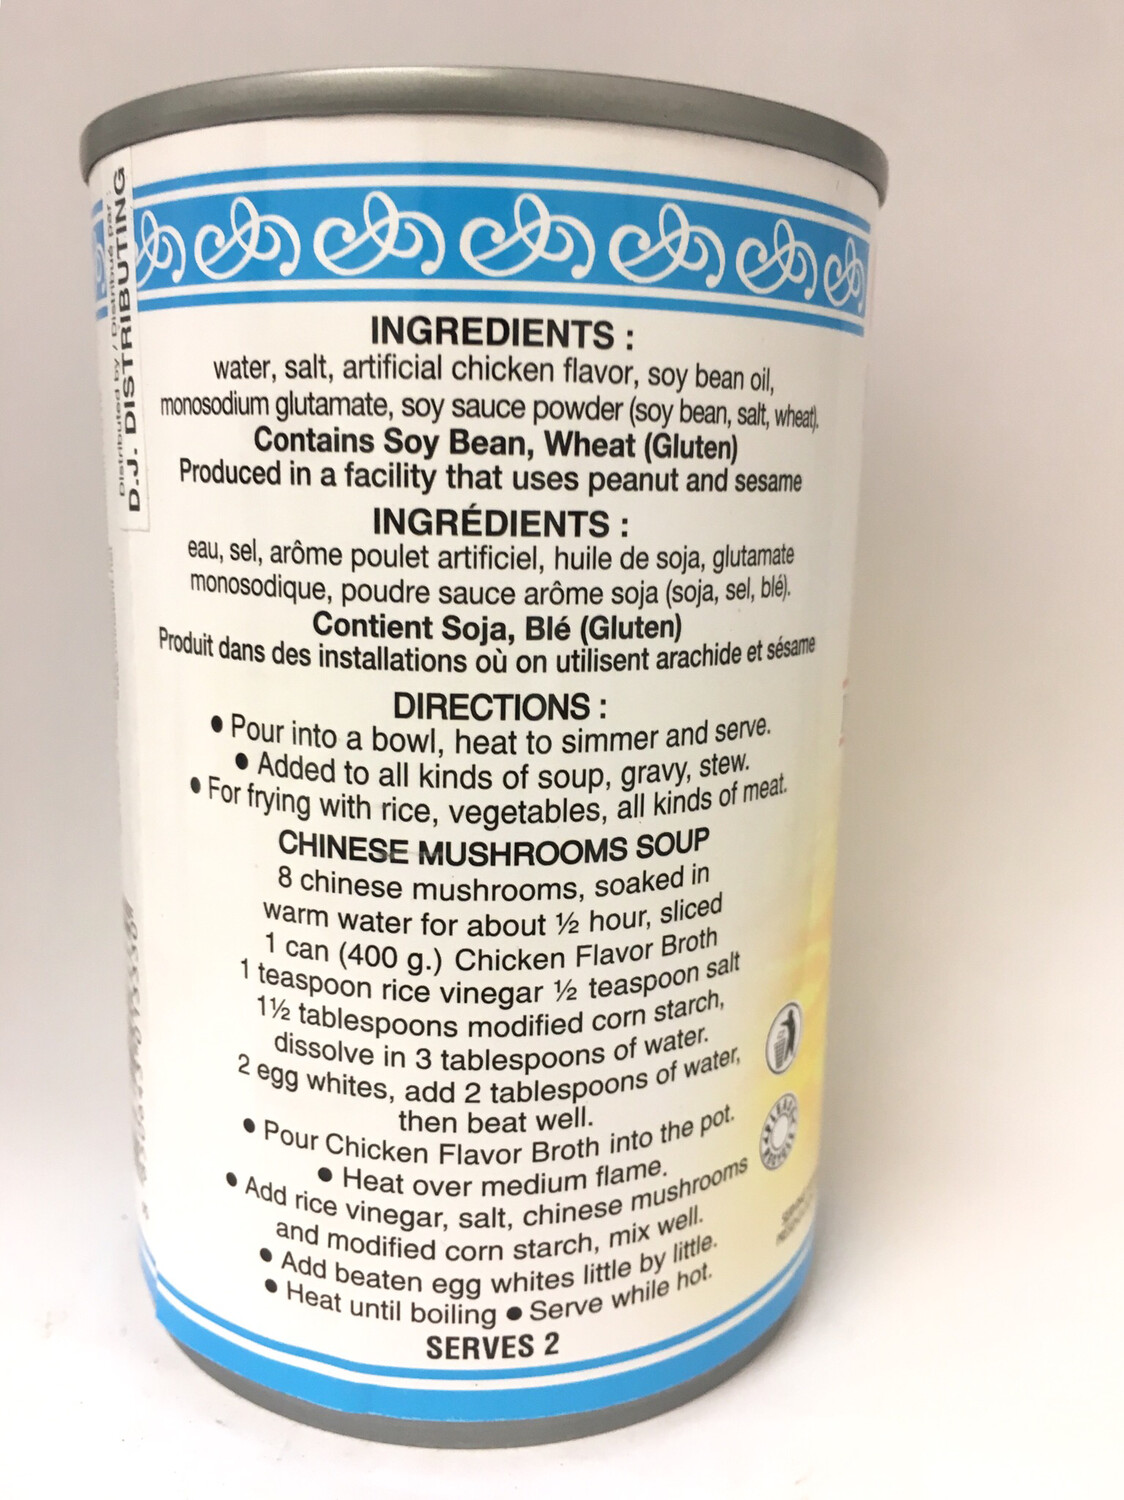 Distributed by / Distribué par :
D.J. DISTRIBUTING
INGREDIENTS :
water, salt, artificial chicken flavor, soy bean oil,
monosodium glutamate, soy sauce powder (soy bean, salt, wheat).
Contains Soy Bean, Wheat (Gluten)
Produced in a facility that uses peanut and sesame
INGRÉDIENTS :
eau, sel, arôme poulet artificiel, huile de soja, glutamate
monosodique, poudre sauce arôme soja (soja, sel, blé).
Contient Soja, Blé (Gluten)
Produit dans des installations où on utilisent arachide et sésame
DIRECTIONS :
● Pour into a bowl, heat to simmer and serve.
● Added to all kinds of soup, gravy, stew.
● For frying with rice, vegetables, all kinds of meat.
CHINESE MUSHROOMS SOUP
8 chinese mushrooms, soaked in
warm water for about ½ hour, sliced
1 can (400 g.) Chicken Flavor Broth
1 teaspoon rice vinegar ½ teaspoon salt
1½ tablespoons modified corn starch,
dissolve in 3 tablespoons of water.
2 egg whites, add 2 tablespoons of water,
then beat well.
● Pour Chicken Flavor Broth into the pot.
● Heat over medium flame.
● Add rice vinegar, salt, chinese mushrooms
and modified corn starch, mix well.
● Add beaten egg whites little by little.
● Heat until boiling ● Serve while hot.
SERVES 2